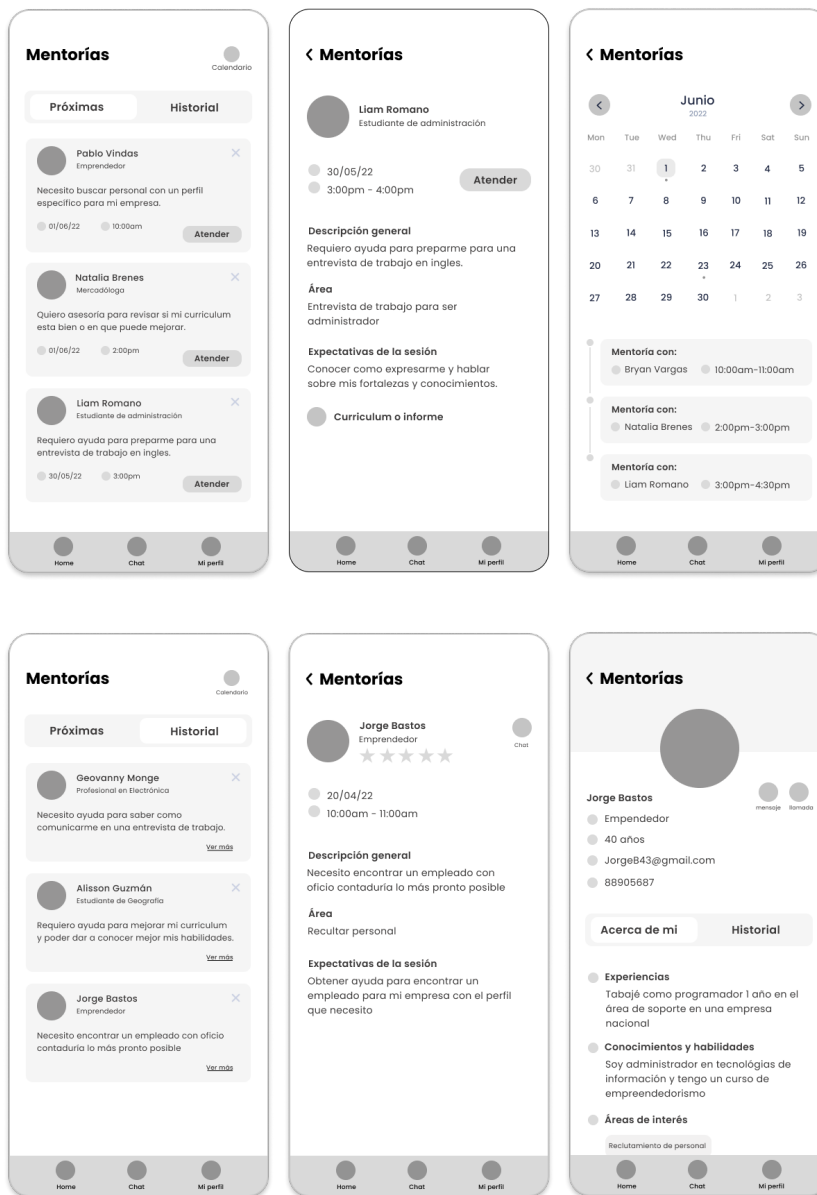 Mentorías
Calendario
Próximas
Historial
Pablo Vindas
Emprendedor
Necesito buscar personal con un perfil
específico para mi empresa.
01/06/22
10:00am
Atender
Natalia Brenes
Mercadóloga
Quiero asesoría para revisar si mi curriculum
esta bien o en que puede mejorar.
01/06/22
2:00pm
Atender
Liam Romano
Estudiante de administración
Requiero ayuda para preparme para una
entrevista de trabajo en ingles.
30/05/22
3:00pm
Atender
Home
Chat
Mi perfil
Mentorías
Liam Romano
Estudiante de administración
30/05/22
3:00pm - 4:00pm
Atender
Descripción general
Requiero ayuda para preparme para una
entrevista de trabajo en ingles.
Área
Entrevista de trabajo para ser
administrador
Expectativas de la sesión
Conocer como expresarme y hablar
sobre mis fortalezas y conocimientos.
Curriculum o informe
Home
Chat
Mi perfil
Mentorías
Junio
2022
Mon Tue Wed Thu Fri Sat Sun
30 31 1 2 3 4 5
6 7 8 9 10 11 12
13 14 15 16 17 18 19
20 21 22 23 24 25 26
27 28 29 30 1 2 3
Mentoría con:
Bryan Vargas 10:00am-11:00am
Mentoría con:
Natalia Brenes 2:00pm-3:00pm
Mentoría con:
Liam Romano 3:00pm-4:30pm
Home
Chat
Mi perfil
Mentorías
Calendario
Próximas
Historial
Geovanny Monge
Profesional en Electrónica
Necesito ayuda para saber como
comunicarme en una entrevista de trabajo.
Ver más
Alisson Guzmán
Estudiante de Geografía
Requiero ayuda para mejorar mi curriculum
y poder dar a conocer mejor mis habilidades.
Ver más
Jorge Bastos
Emprendedor
Necesito encontrar un empleado con oficio
contaduría lo más pronto posible
Ver más
Home
Chat
Mi perfil
Mentorías
Jorge Bastos
Emprendedor
Chat
20/04/22
10:00am - 11:00am
Descripción general
Necesito encontrar un empleado con
oficio contaduría lo más pronto posible
Área
Recultar personal
Expectativas de la sesión
Obtener ayuda para encontrar un
empleado para mi empresa con el perfil
que necesito
Home
Chat
Mi perfil
Mentorías
Jorge Bastos
mensaje
llamada
Empendedor
40 años
JorgeB43@gmail.com
88905687
Acerca de mi
Historial
Experiencias
Tabajé como programador 1 año en el
área de soporte en una empresa
nacional
Conocimientos y habilidades
Soy administrador en tecnológias de
información y tengo un curso de
empreendedorismo
Áreas de interés
Reclutamiento de personal
Home
Chat
Mi perfil